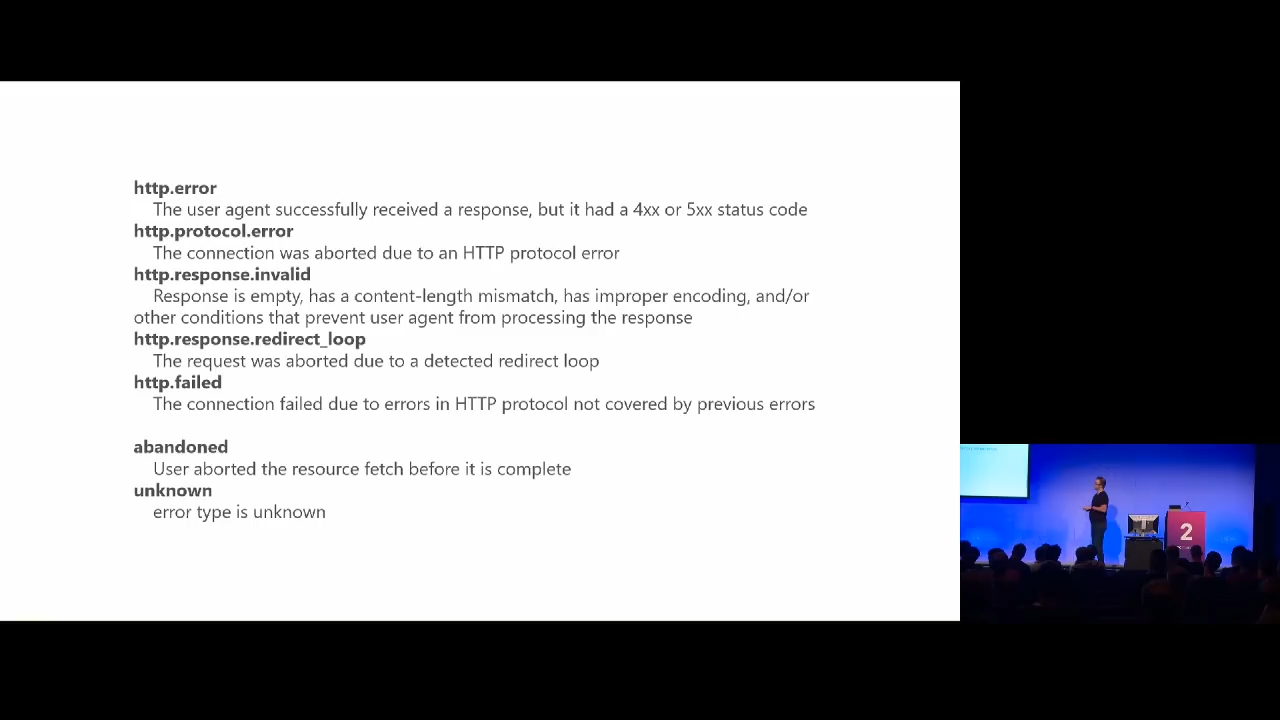 http.error
The user agent successfully received a response, but it had a 4xx or 5xx status code
http.protocol.error
The connection was aborted due to an HTTP protocol error
http.response.invalid
Response is empty, has a content-length mismatch, has improper encoding, and/or
other conditions that prevent user agent from processing the response
http.response.redirect_loop
The request was aborted due to a detected redirect loop
http.failed
The connection failed due to errors in HTTP protocol not covered by previous errors
abandoned
User aborted the resource fetch before it is complete
unknown
error type is unknown
2